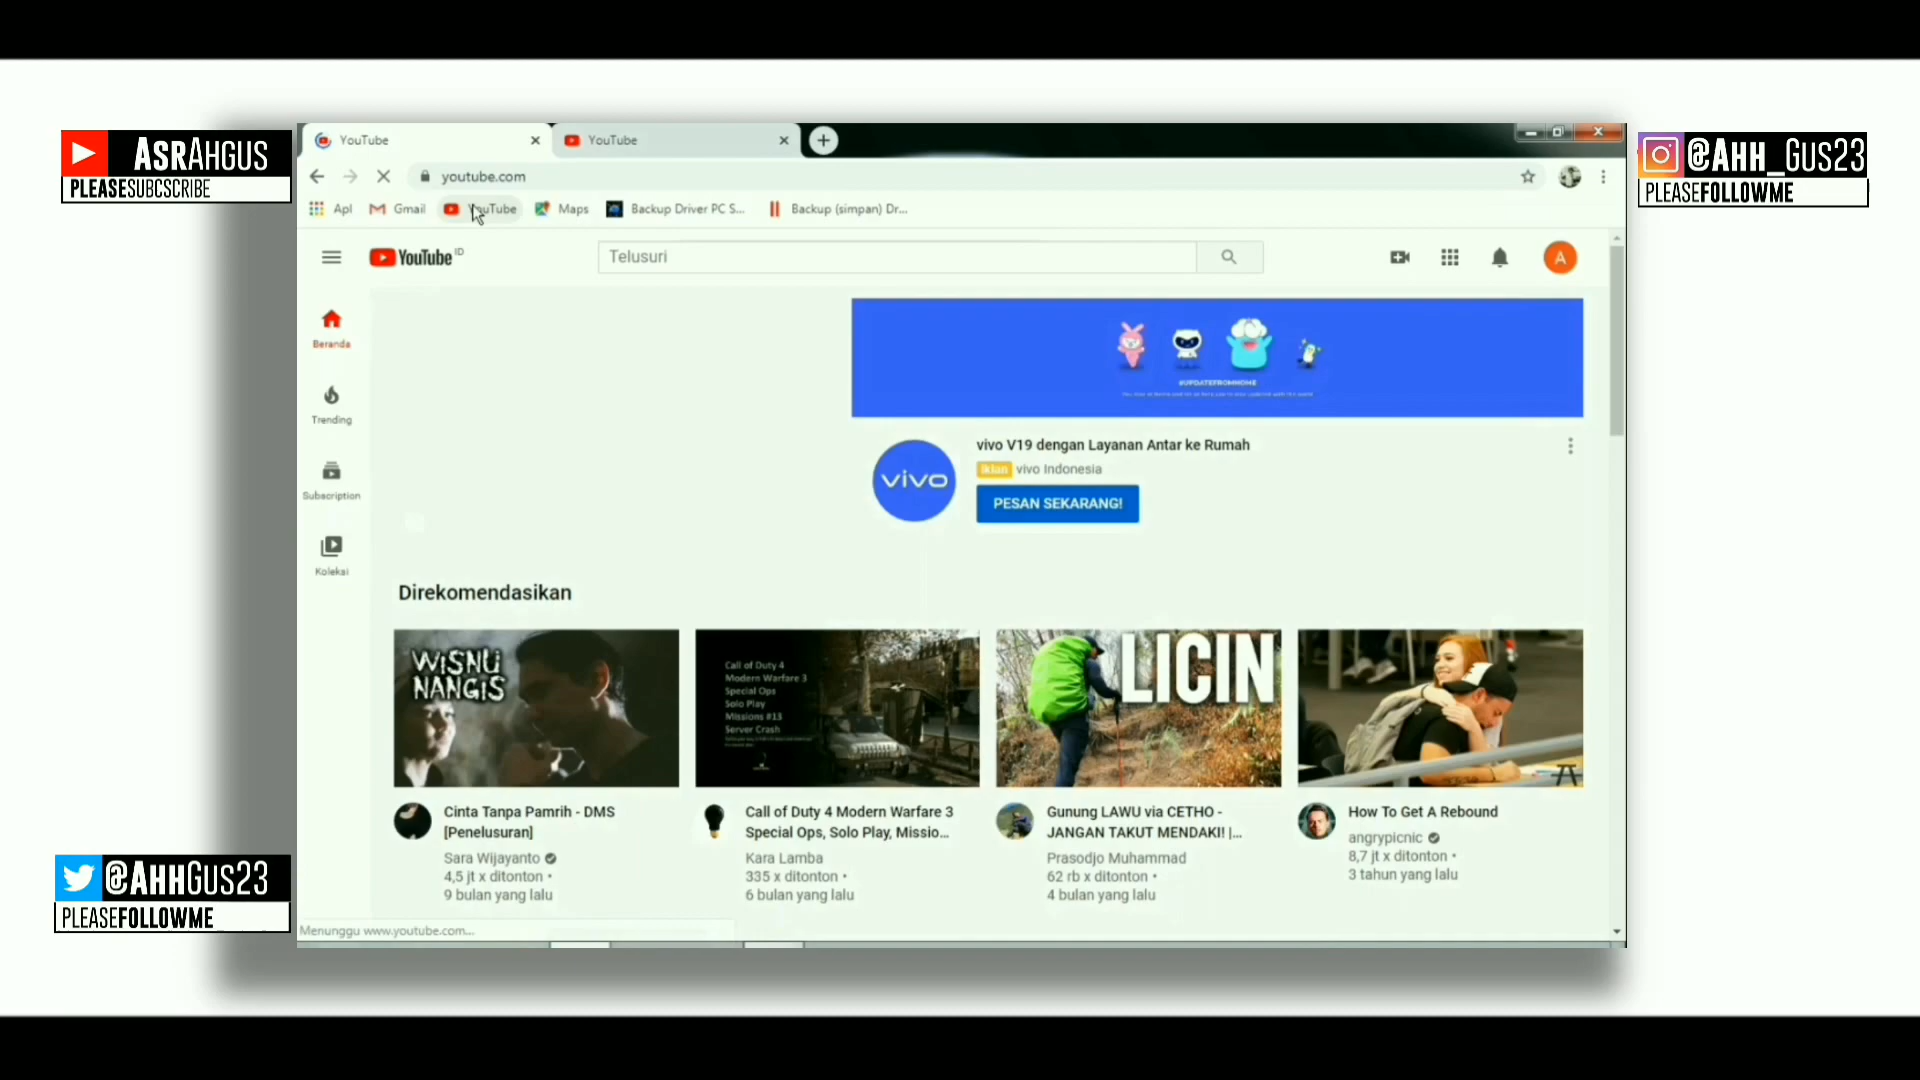 ASRAHGUS
PLEASESUBCSCRIBE
@AHH_GUS23
PLEASEFOLLOWME
@AHHGUS23
PLEASEFOLLOWME
YouTube
YouTube
youtube.com
Apl
Gmail
YouTube
Maps
Backup Driver PC S...
Backup (simpan) Dr...
YouTube ID
Telusuri
A
Beranda
Trending
Subscription
Koleksi
#UPDATEFROMHOME
vivo
vivo V19 dengan Layanan Antar ke Rumah
Iklan vivo Indonesia
PESAN SEKARANG!
Direkomendasikan
WISNU
NANGIS
Call of Duty 4
Modern Warfare 3
Special Ops
Solo Play
Missions #13
Server Crash
LICIN
Cinta Tanpa Pamrih - DMS
[Penelusuran]
Sara Wijayanto
4,5 jt x ditonton •
9 bulan yang lalu
Call of Duty 4 Modern Warfare 3
Special Ops, Solo Play, Missio...
Kara Lamba
335 x ditonton •
6 bulan yang lalu
Gunung LAWU via CETHO -
JANGAN TAKUT MENDAKI! |...
Prasodjo Muhammad
62 rb x ditonton •
4 bulan yang lalu
How To Get A Rebound
angrypicnic
8,7 jt x ditonton •
3 tahun yang lalu
Menunggu www.youtube.com...